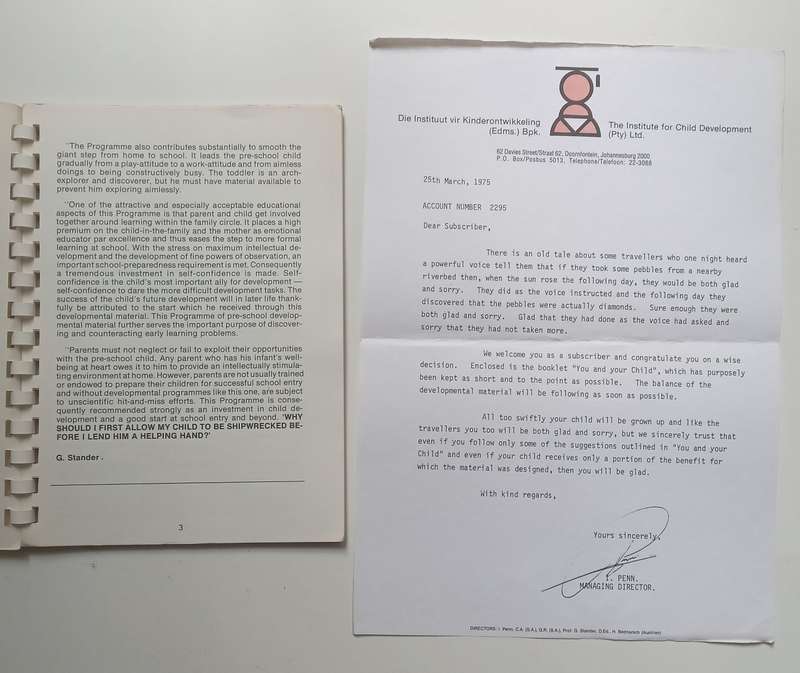 "The Programme also contributes substantially to smooth the
giant step from home to school. It leads the pre-school child
gradually from a play-attitude to a work-attitude and from aimless
doings to being constructively busy. The toddler is an arch-
explorer and discoverer, but he must have material available to
prevent him exploring aimlessly.
"One of the attractive and especially acceptable educational
aspects of this Programme is that parent and child get involved
together around learning within the family circle. It places a high
premium on the child-in-the-family and the mother as emotional
educator par excellence and thus eases the step to more formal
learning at school. With the stress on maximum intellectual de-
velopment and the development of fine powers of observation, an
important school-preparedness requirement is met. Consequently
a tremendous investment in self-confidence is made. Self-
confidence is the child's most important ally for development —
self-confidence to dare the more difficult development tasks. The
success of the child's future development will in later life thank-
fully be attributed to the start which he received through this
developmental material. This Programme of pre-school develop-
mental material further serves the important purpose of discover-
ing and counteracting early learning problems.
"Parents must not neglect or fail to exploit their opportunities
with the pre-school child. Any parent who has his infant's well-
being at heart owes it to him to provide an intellectually stimula-
ting environment at home. However, parents are not usually trained
or endowed to prepare their children for successful school entry
and without developmental programmes like this one, are subject
to unscientific hit-and-miss efforts. This Programme is conse-
quently recommended strongly as an investment in child de-
velopment and a good start at school entry and beyond. 'WHY
SHOULD I FIRST ALLOW MY CHILD TO BE SHIPWRECKED BE-
FORE I LEND HIM A HELPING HAND?'
G. Stander.
3
Die Instituut vir Kinderontwikkeling
(Edms.) Bpk.
The Institute for Child Development
(Pty) Ltd.
62 Davies Street/Straat 62, Doornfontein, Johannesburg 2000
P.O. Box/Posbus 5013, Telephone/Telefoon: 22-3088
25th March, 1975
ACCOUNT NUMBER 2295
Dear Subscriber,
There is an old tale about some travellers who one night heard
a powerful voice tell them that if they took some pebbles from a nearby
riverbed then, when the sun rose the following day, they would be both glad
and sorry. They did as the voice instructed and the following day they
discovered that the pebbles were actually diamonds. Sure enough they were
both glad and sorry. Glad that they had done as the voice had asked and
sorry that they had not taken more.
We welcome you as a subscriber and congratulate you on a wise
decision. Enclosed is the booklet "You and your Child", which has purposely
been kept as short and to the point as possible. The balance of the
developmental material will be following as soon as possible.
All too swiftly your child will be grown up and like the
travellers you too will be both glad and sorry, but we sincerely trust that
even if you follow only some of the suggestions outlined in "You and your
Child" and even if your child receives only a portion of the benefit for
which the material was designed, then you will be glad.
With kind regards,
Yours sincerely,
I. PENN.
MANAGING DIRECTOR.
DIRECTORS: I. Penn, C.A. (S.A.), Prof. G. Stander, D.Ed., H. Bednorsch (Austrian)